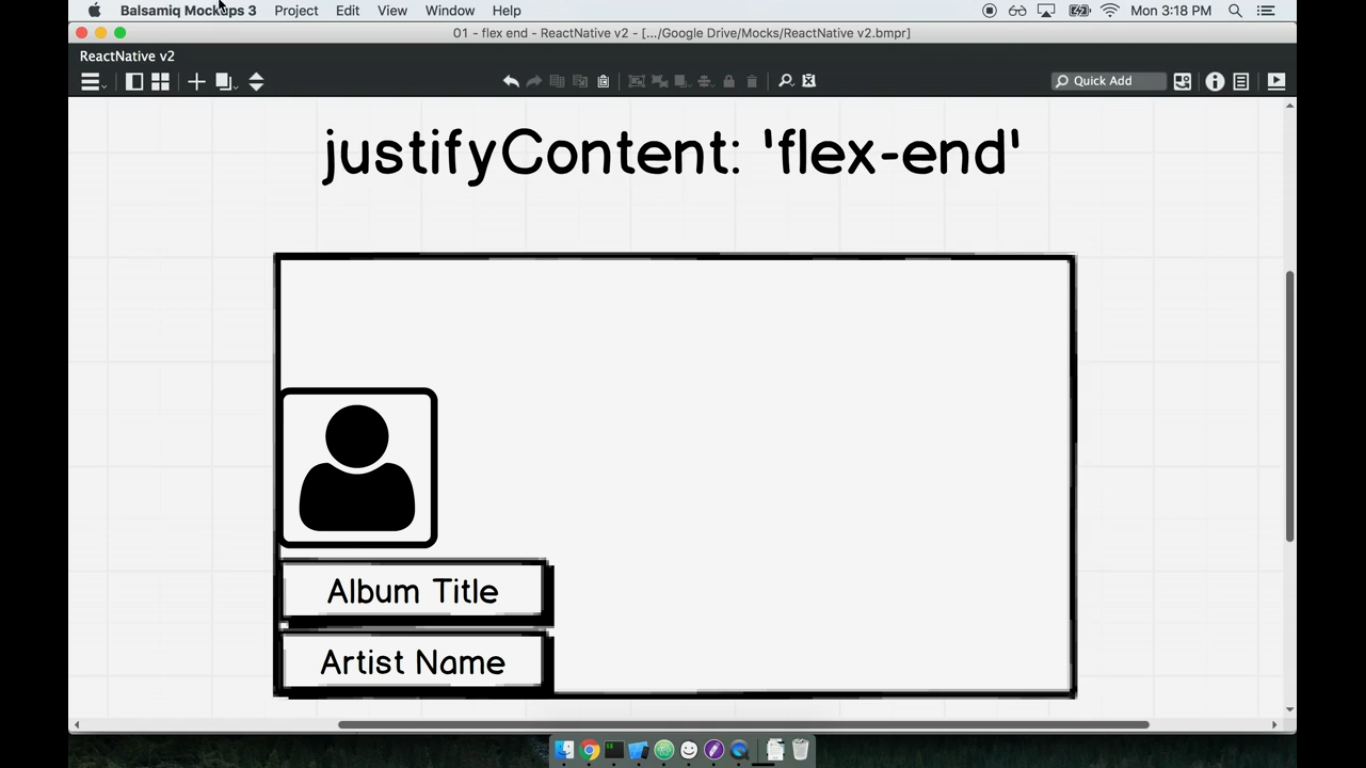 Balsamiq Mockups 3 Project Edit View Window Help Mon 3:18 PM
01 - flex end - ReactNative v2 - [.../Google Drive/Mocks/ReactNative v2.bmpr]
ReactNative v2
Quick Add
justifyContent: 'flex-end'
Album Title
Artist Name